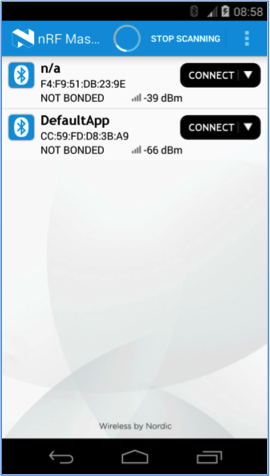 08:58
nRF Mas... STOP SCANNING
n/a
F4:F9:51:DB:23:9E
CONNECT
NOT BONDED -39 dBm
DefaultApp
CC:59:FD:D8:3B:A9
CONNECT
NOT BONDED -66 dBm
Wireless by Nordic